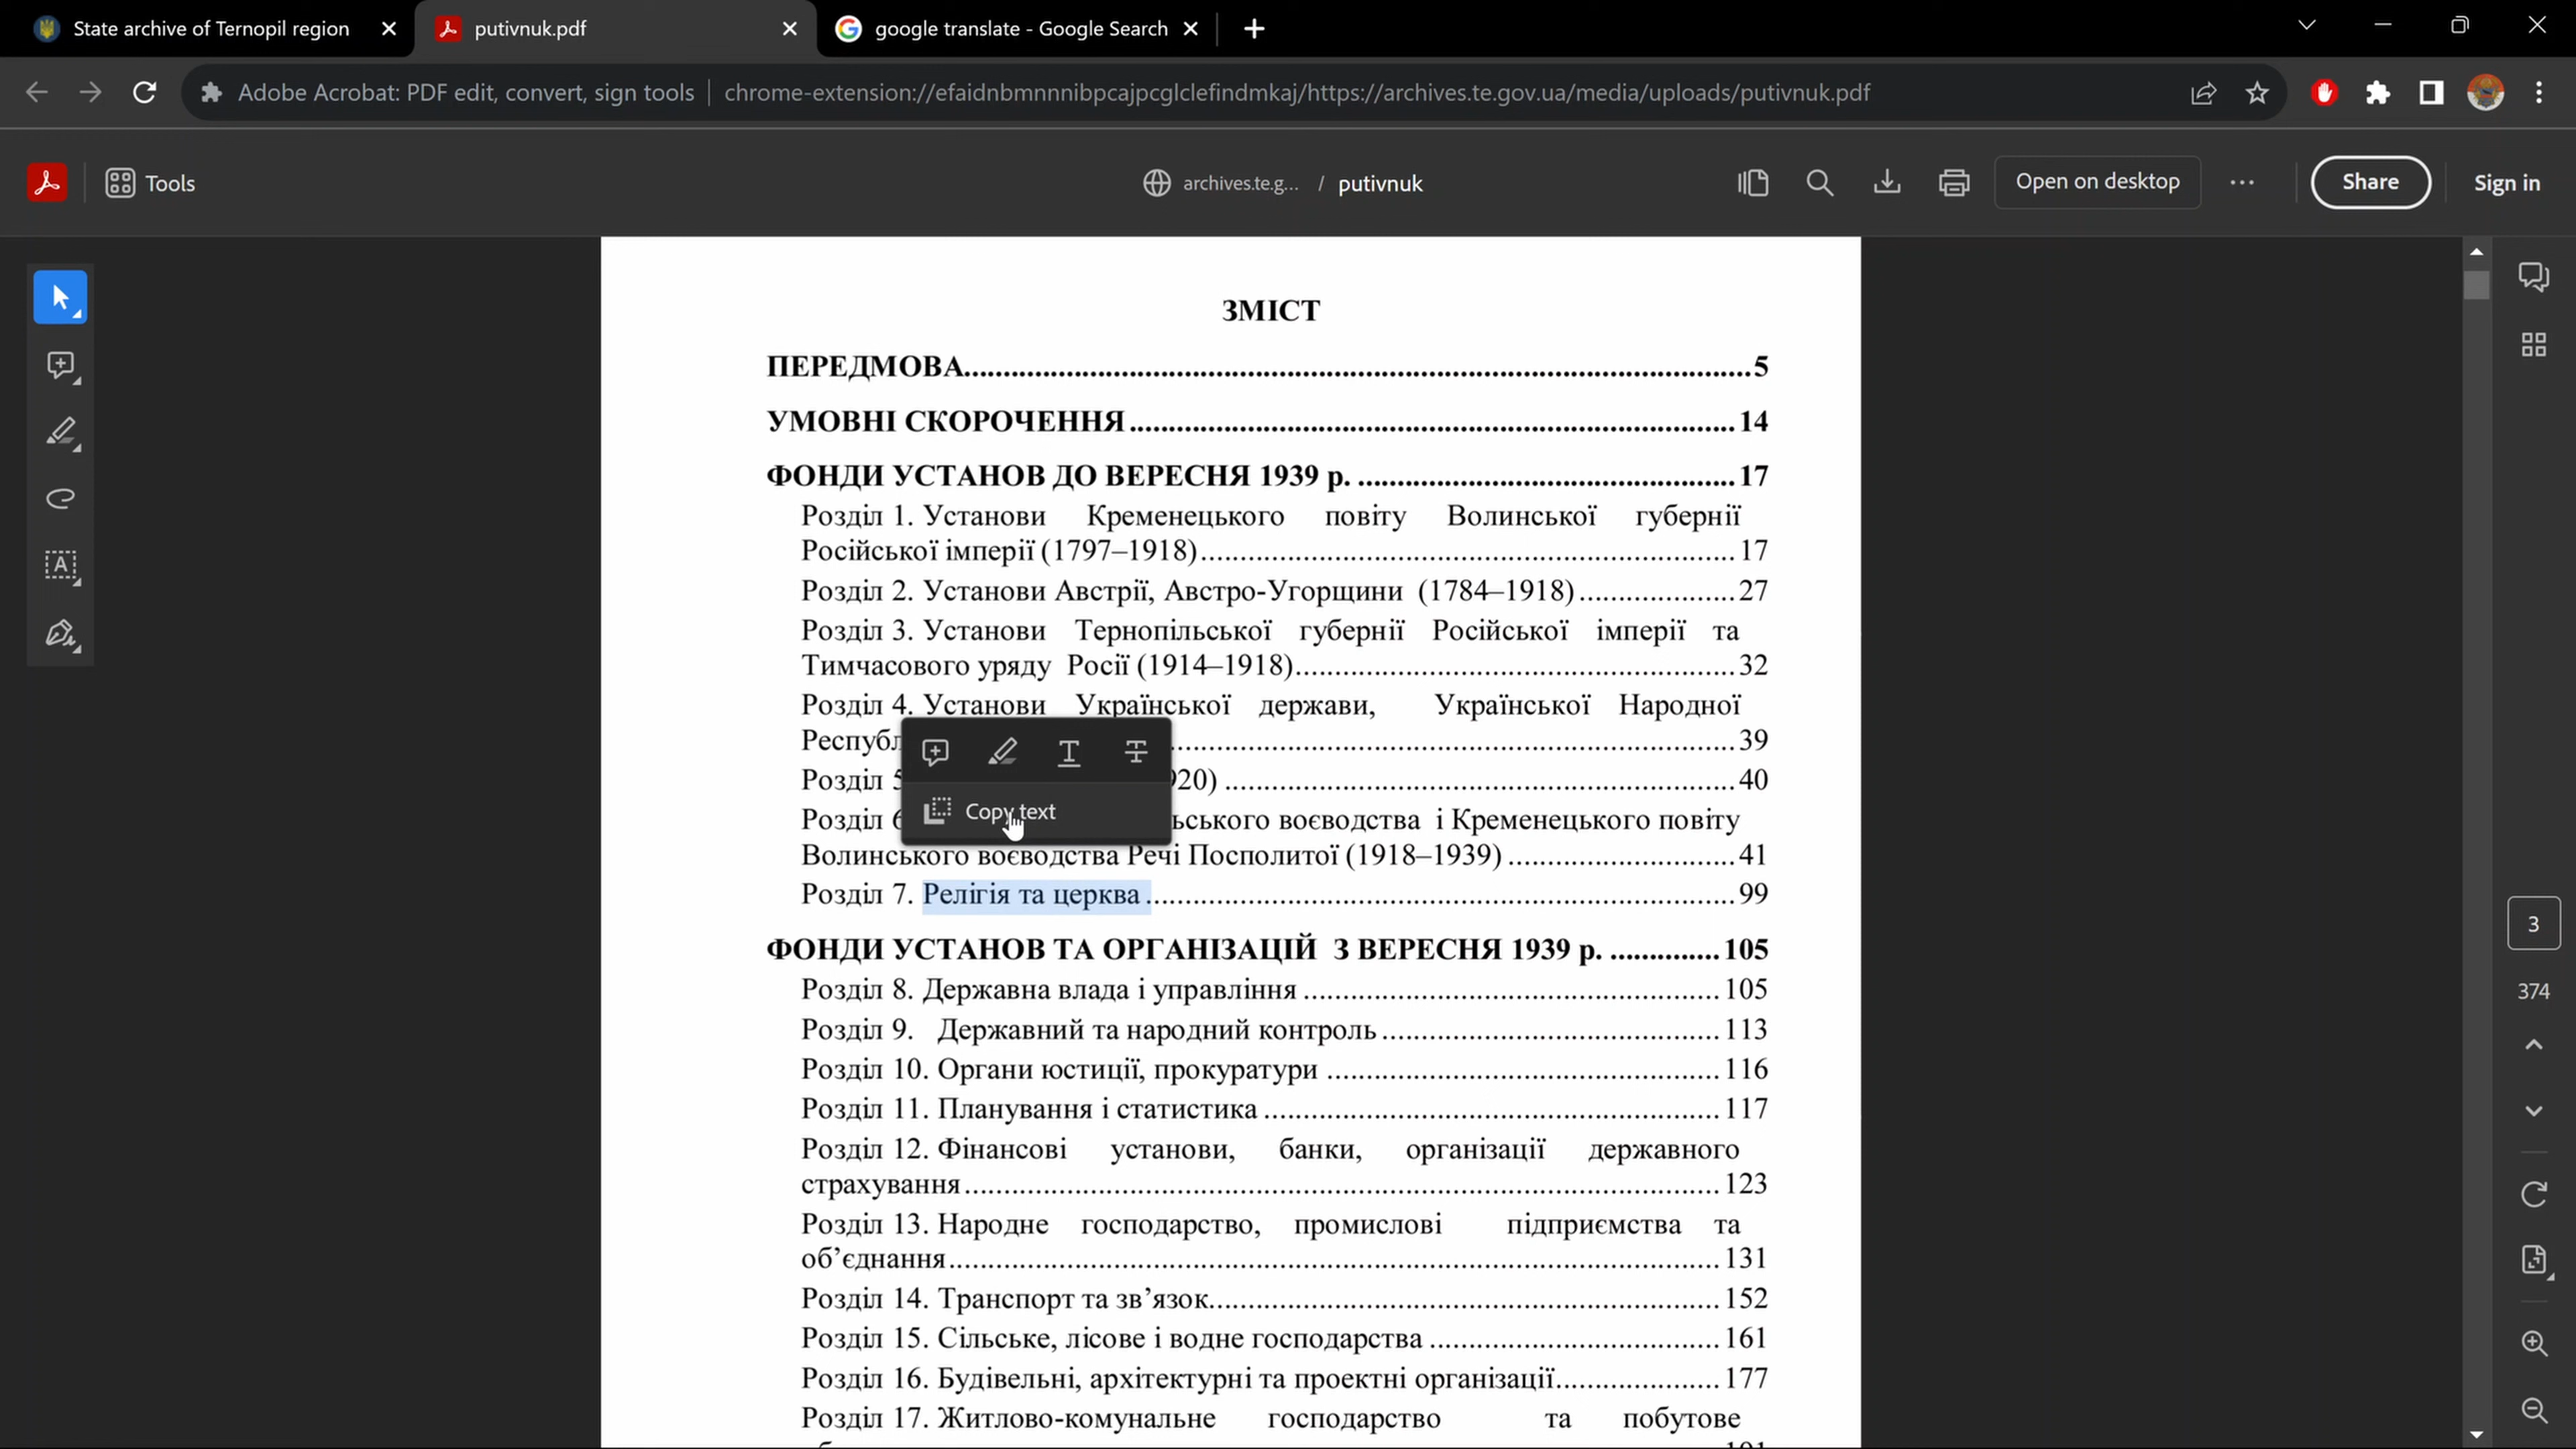 State archive of Ternopil region
putivnuk.pdf
google translate - Google Search
Adobe Acrobat: PDF edit, convert, sign tools
chrome-extension://efaidnbmnnnibpcajpcglclefindmkaj/https://archives.te.gov.ua/media/uploads/putivnuk.pdf
Tools
archives.te.g... / putivnuk
Open on desktop
Share
Sign in
ЗМІСТ
ПЕРЕДМОВА 5
УМОВНІ СКОРОЧЕННЯ 14
ФОНДИ УСТАНОВ ДО ВЕРЕСНЯ 1939 р. 17
Розділ 1. Установи Кременецького повіту Волинської губернії
Російської імперії (1797–1918) 17
Розділ 2. Установи Австрії, Австро-Угорщини (1784–1918) 27
Розділ 3. Установи Тернопільської губернії Російської імперії та
Тимчасового уряду Росії (1914–1918) 32
Розділ 4. Установи Української держави, Української Народної
39
Розділ 40
Copy text
Розділ воєводства і Кременецького повіту
Волинського воєводства Речі Посполитої (1918–1939) 41
Розділ 7. Релігія та церква 99
ФОНДИ УСТАНОВ ТА ОРГАНІЗАЦІЙ З ВЕРЕСНЯ 1939 р. 105
Розділ 8. Державна влада і управління 105
Розділ 9. Державний та народний контроль 113
Розділ 10. Органи юстиції, прокуратури 116
Розділ 11. Планування і статистика 117
Розділ 12. Фінансові установи, банки, організації державного
страхування 123
Розділ 13. Народне господарство, промислові підприємства та
об’єднання 131
Розділ 14. Транспорт та зв’язок 152
Розділ 15. Сільське, лісове і водне господарства 161
Розділ 16. Будівельні, архітектурні та проектні організації 177
Розділ 17. Житлово-комунальне господарство та побутове
3
374